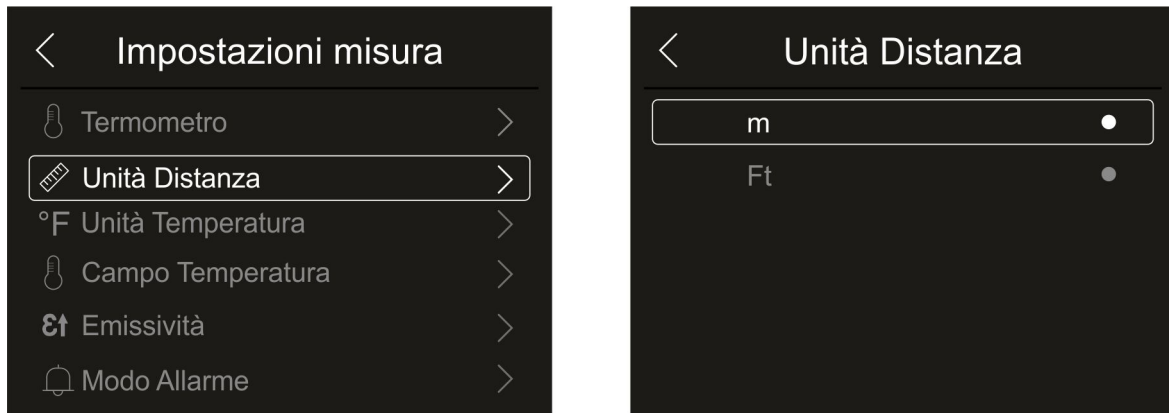 Impostazioni misura
Termometro
Unità Distanza
°F Unità Temperatura
Campo Temperatura
Ɛ↑ Emissività
Modo Allarme
Unità Distanza
m
Ft